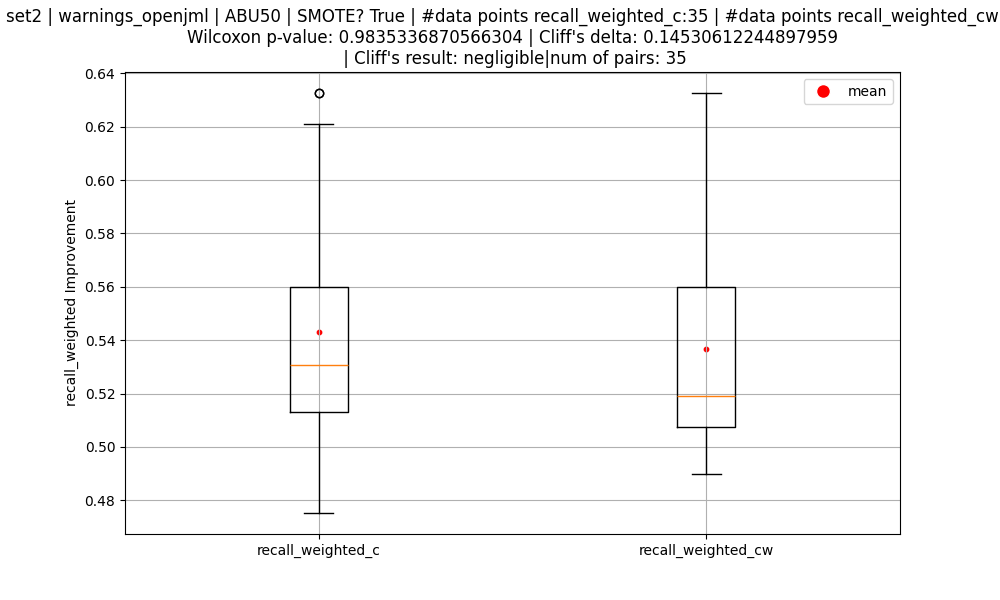 set2 | warnings_openjml | ABU50 | SMOTE? True | #data points recall_weighted_c:35 | #data points recall_weighted_cw
Wilcoxon p-value: 0.9835336870566304 | Cliff's delta: 0.14530612244897959
| Cliff's result: negligible|num of pairs: 35
mean
0.64
0.62
0.60
0.58
0.56
0.54
0.52
0.50
0.48
recall_weighted Improvement
recall_weighted_c
recall_weighted_cw